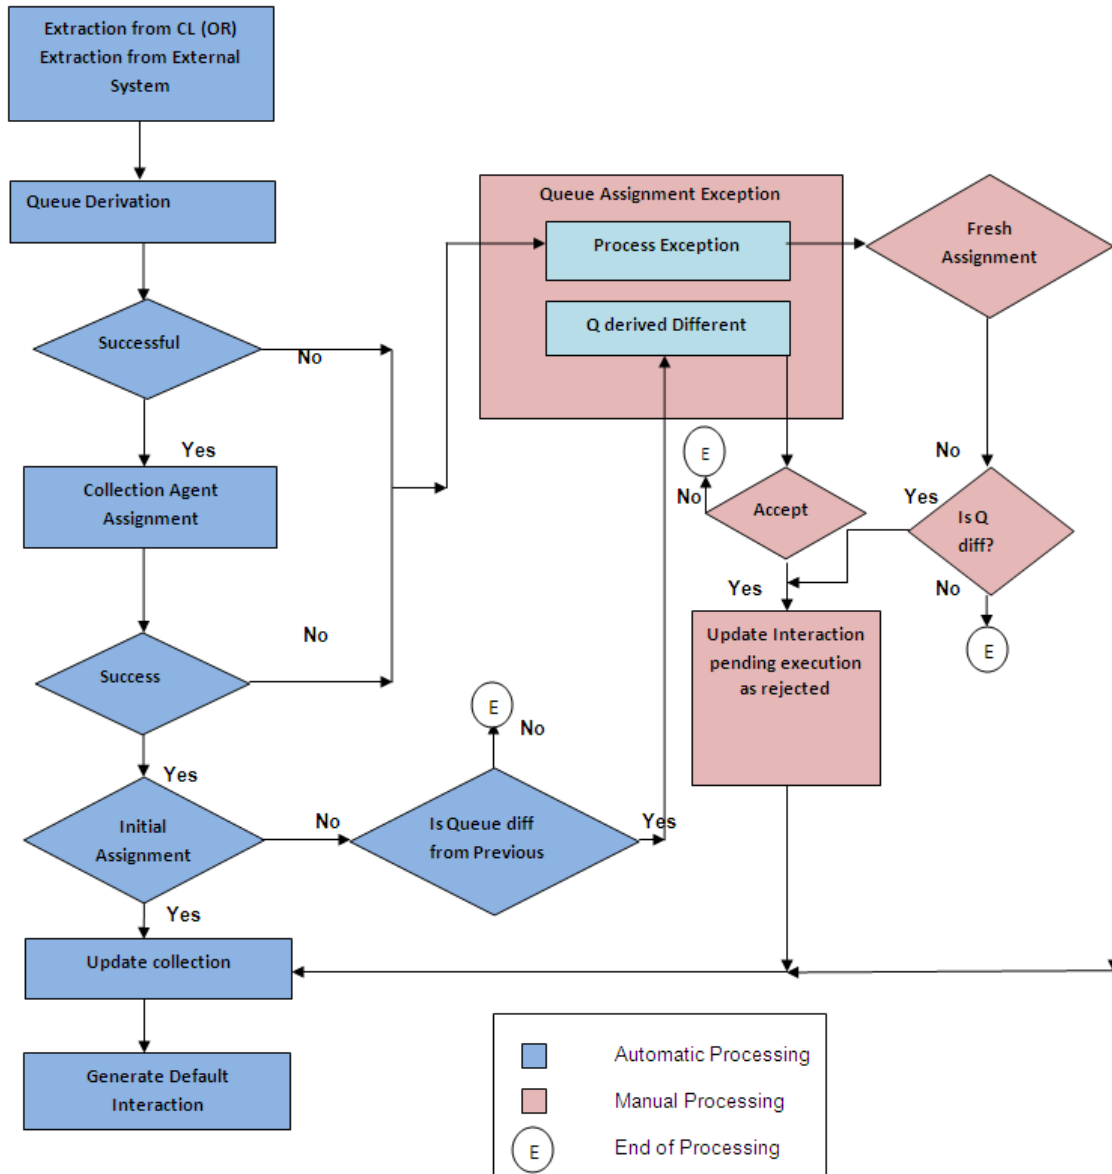 Extraction from CL (OR)
Extraction from External
System
Queue Derivation
Queue Assignment Exception
Process Exception
Fresh
Assignment
Q derived Different
Successful
No
Yes
E
No
Collection Agent
Assignment
No
Accept
Yes
Is Q
diff?
Yes
No
No
Update Interaction
pending execution
as rejected
E
Success
E
No
Yes
Initial
Assignment
No
Is Queue diff
from Previous
Yes
Yes
Update collection
Generate Default
Interaction
Automatic Processing
Manual Processing
E
End of Processing